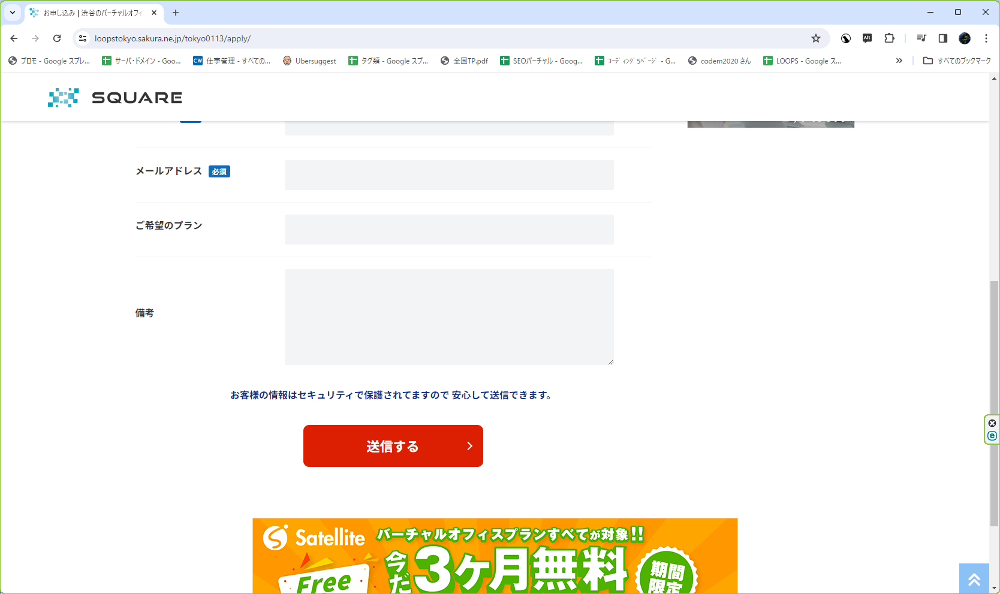 お申し込み | 渋谷のバーチャルオフィ
loopstokyo.sakura.ne.jp/tokyo0113/apply/
プロモ - Google スプレ...
サーバ・ドメイン - Goo...
CW 仕事管理 - すべての...
Ubersuggest
タグ類 - Google スプ...
全国TP.pdf
SEOバーチャル - Goog...
コーディング 5ページ - G...
codem2020 さん
LOOPS - Google ス...
すべてのブックマーク
SQUARE
メールアドレス 必須
ご希望のプラン
備考
お客様の情報はセキュリティで保護されてますので 安心して送信できます。
送信する
Satellite バーチャルオフィスプランすべてが対象!!
Free 今だ 3ヶ月無料 期間限定